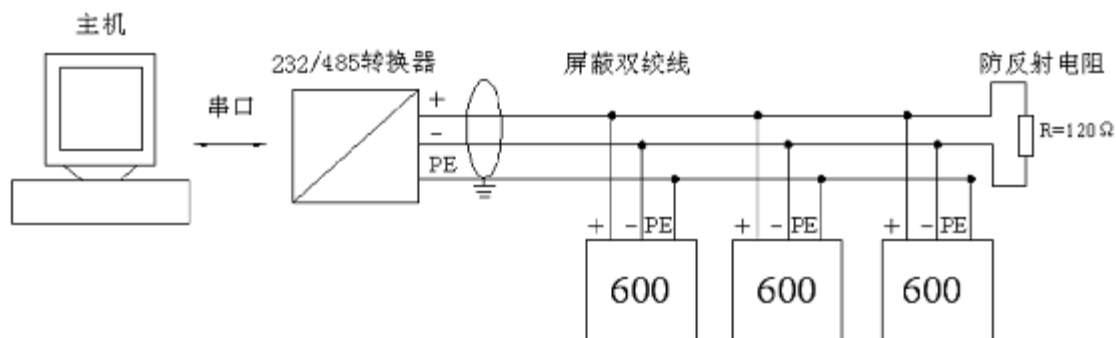 主机
232/485转换器
屏蔽双绞线
防反射电阻
串口
+
-
PE
R=120Ω
+ - PE
+ - PE
+ - PE
600
600
600